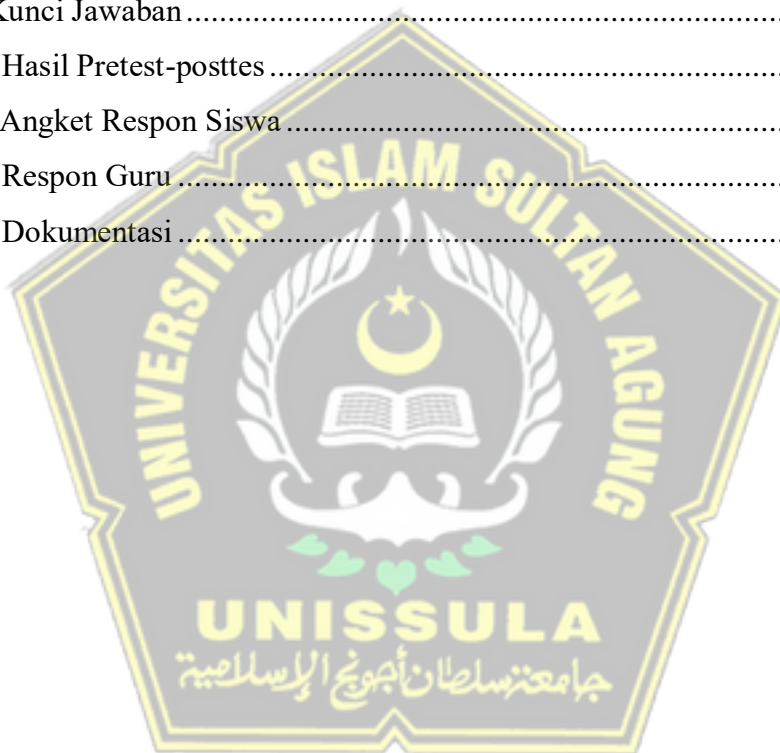 Kunci Jawaban ........................................................................
Hasil Pretest-posttes ...............................................................
Angket Respon Siswa .............................................................
Respon Guru ...........................................................................
Dokumentasi ...........................................................................
UNIVERSITAS ISLAM SULTAN AGUNG
UNISSULA
جامعة سلطان أجونج الإسلامية